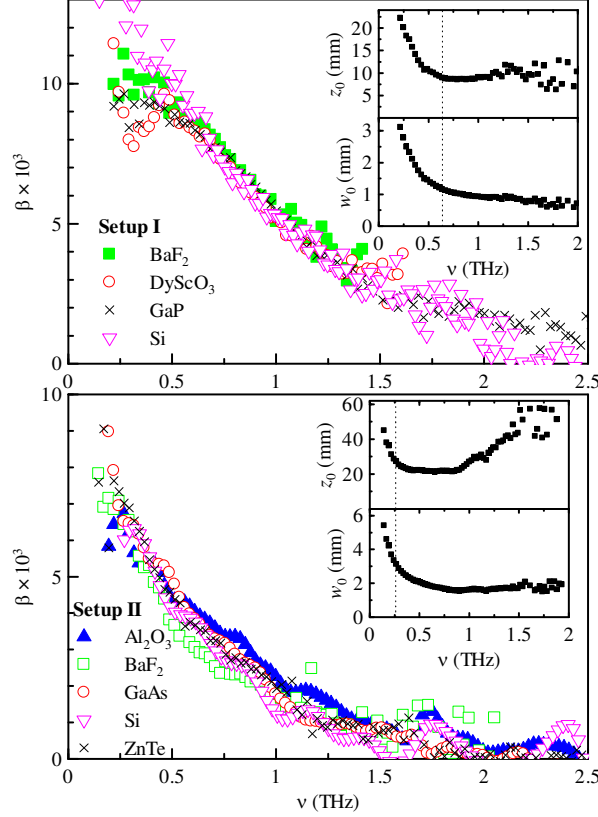 20
15
10
5
0
z₀ (mm)
3
2
1
0
w₀ (mm)
0 0.5 1 1.5 2
ν (THz)
10
5
0
β × 10³
Setup I
BaF₂
DyScO₃
GaP
Si
0 0.5 1 1.5 2 2.5
60
40
20
0
z₀ (mm)
6
4
2
0
w₀ (mm)
0 0.5 1 1.5 2
ν (THz)
10
5
0
β × 10³
Setup II
Al₂O₃
BaF₂
GaAs
Si
ZnTe
0 0.5 1 1.5 2 2.5
ν (THz)